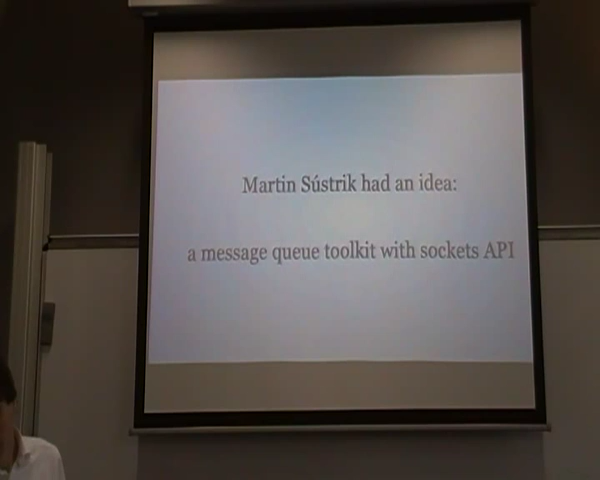 Martin Sústrik had an idea:
a message queue toolkit with sockets API